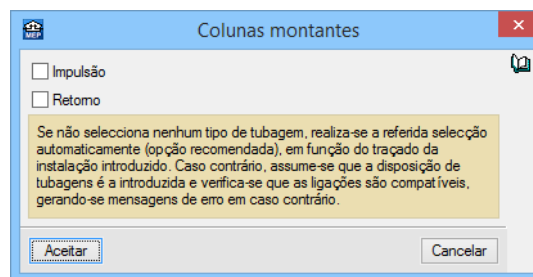 MEP
Colunas montantes
Impulsão
Retorno
Se não selecciona nenhum tipo de tubagem, realiza-se a referida selecção
automaticamente (opção recomendada), em função do traçado da
instalação introduzido. Caso contrário, assume-se que a disposição de
tubagens é a introduzida e verifica-se que as ligações são compatíveis,
gerando-se mensagens de erro em caso contrário.
Aceitar
Cancelar